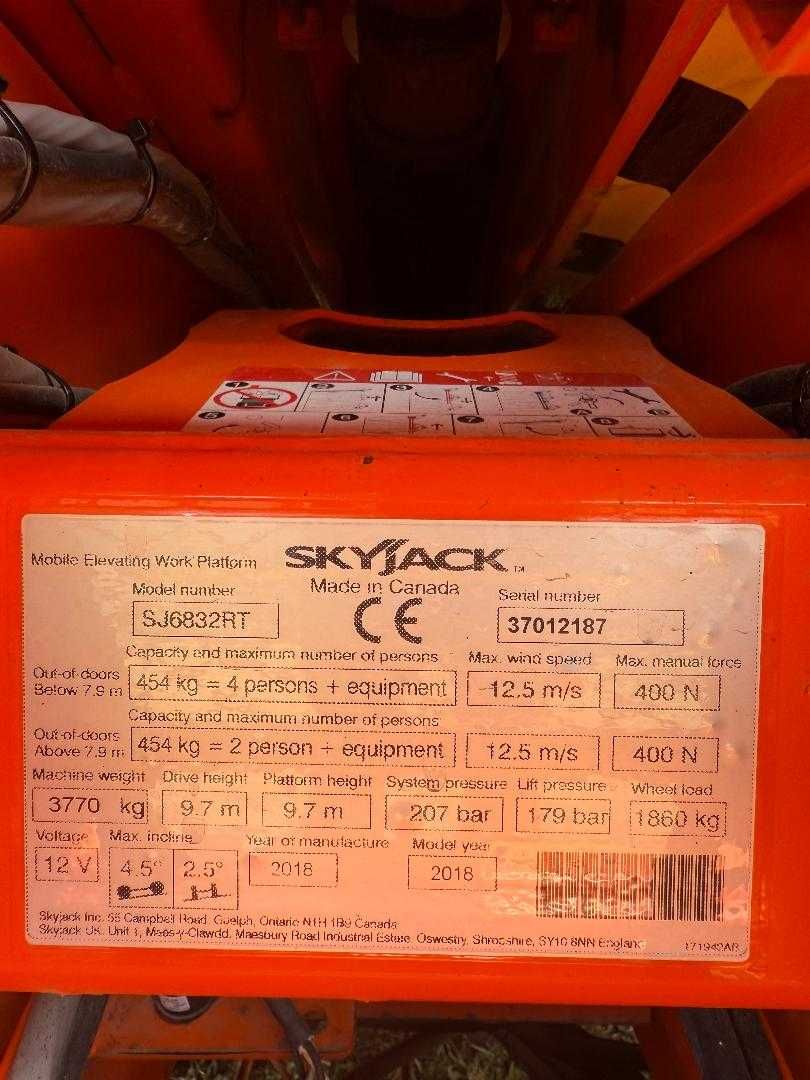 Mobile Elevating Work Platform SKYJACK TM
Made in Canada
Model number Serial number
SJ6832RT CE 37012187
Capacity and maximum number of persons Max. wind speed Max. manual force
Out-of-doors Below 7.9 m 454 kg = 4 persons + equipment 12.5 m/s 400 N
Capacity and maximum number of persons
Out-of-doors Above 7.9 m 454 kg = 2 person + equipment 12.5 m/s 400 N
Machine weight Drive height Platform height System pressure Lift pressure Wheel load
3770 kg 9.7 m 9.7 m 207 bar 179 bar 1860 kg
Voltage Max. incline Year of manufacture Model year
12 V 4.5° 2.5° 2018 2018
Skyjack Inc. 55 Campbell Road, Guelph, Ontario N1H 1B9 Canada
Skyjack UK. Unit 1, Maes-y-Clawdd, Maesbury Road Industrial Estate, Oswestry, Shropshire, SY10 8NN England 171942AB